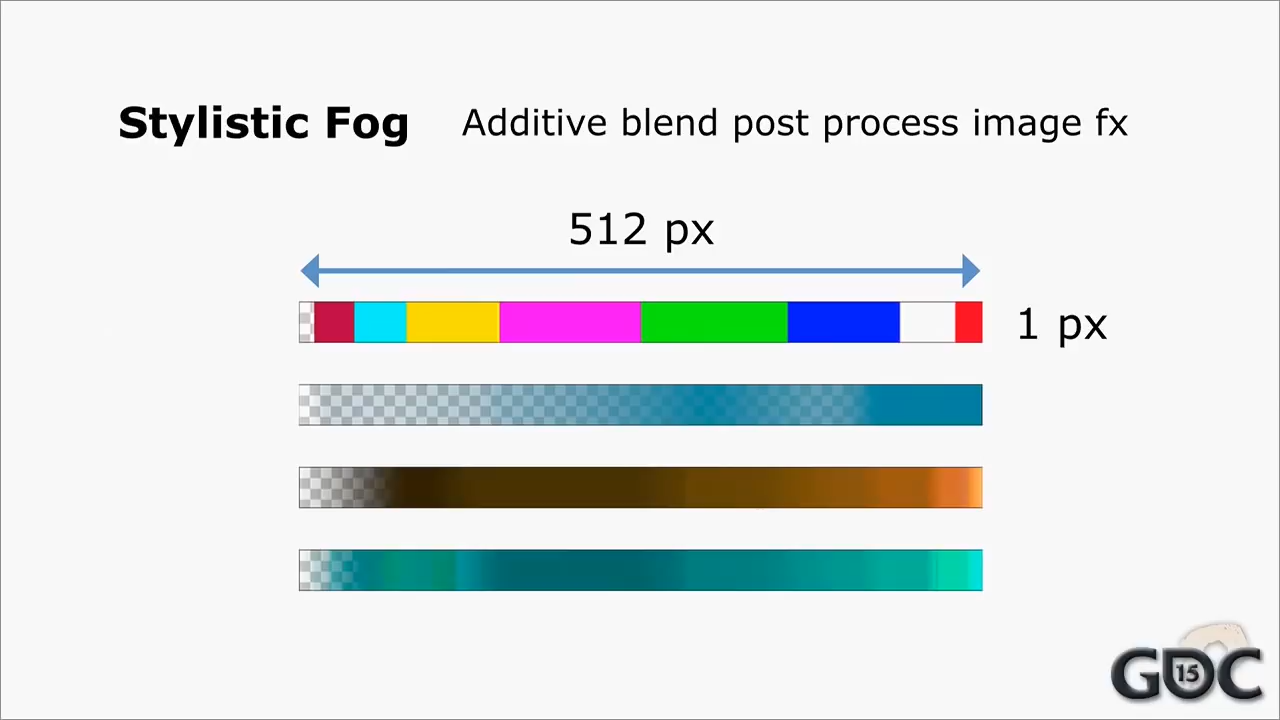 Stylistic Fog Additive blend post process image fx
512 px
1 px
GDC 15